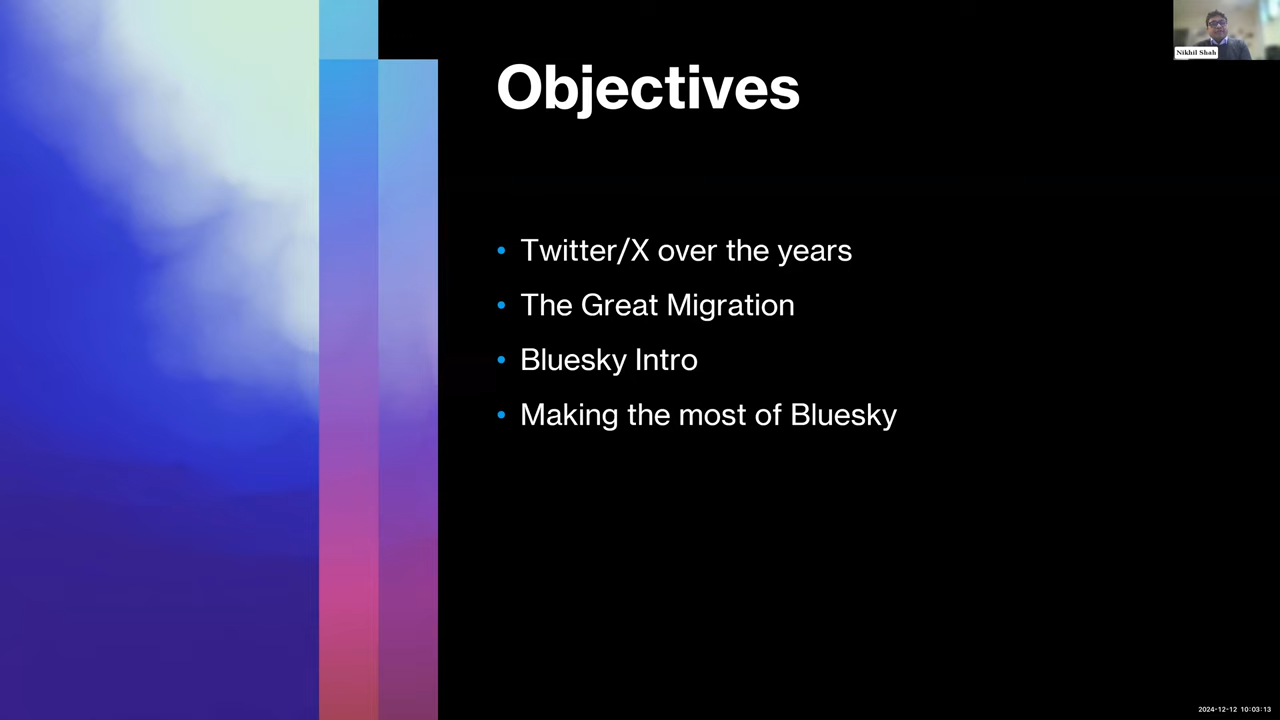 Nikhil Shah
Objectives
• Twitter/X over the years
• The Great Migration
• Bluesky Intro
• Making the most of Bluesky
2024-12-12 10:03:13